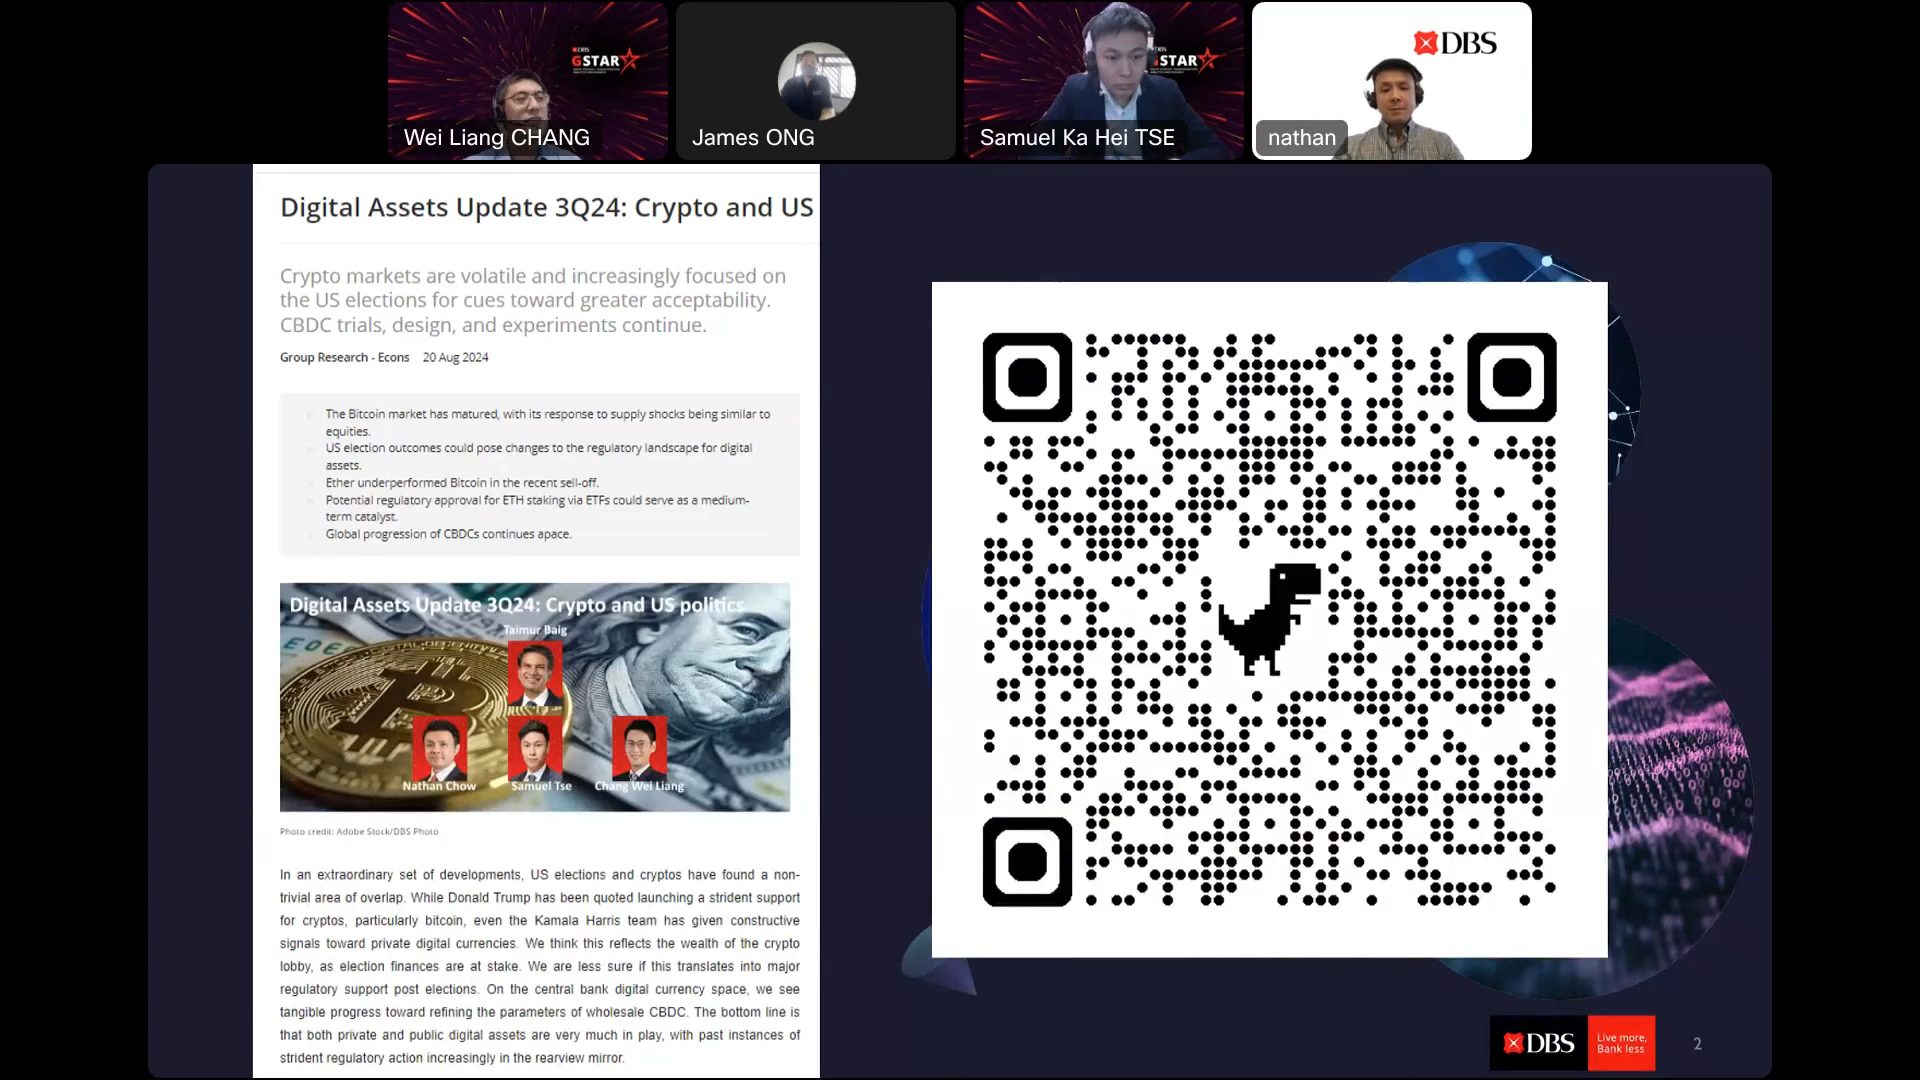 DBS
GSTAR
Wei Liang CHANG
James ONG
DBS
STAR
Samuel Ka Hei TSE
DBS
nathan
Digital Assets Update 3Q24: Crypto and US
Crypto markets are volatile and increasingly focused on
the US elections for cues toward greater acceptability.
CBDC trials, design, and experiments continue.
Group Research - Econs 20 Aug 2024
The Bitcoin market has matured, with its response to supply shocks being similar to
equities.
US election outcomes could pose changes to the regulatory landscape for digital
assets.
Ether underperformed Bitcoin in the recent sell-off.
Potential regulatory approval for ETH staking via ETFs could serve as a medium-
term catalyst.
Global progression of CBDCs continues apace.
Digital Assets Update 3Q24: Crypto and US politics
Taimur Baig
Nathan Chow Samuel Tse Chang Wei Liang
Photo credit: Adobe Stock/DBS Photo
In an extraordinary set of developments, US elections and cryptos have found a non-
trivial area of overlap. While Donald Trump has been quoted launching a strident support
for cryptos, particularly bitcoin, even the Kamala Harris team has given constructive
signals toward private digital currencies. We think this reflects the wealth of the crypto
lobby, as election finances are at stake. We are less sure if this translates into major
regulatory support post elections. On the central bank digital currency space, we see
tangible progress toward refining the parameters of wholesale CBDC. The bottom line is
that both private and public digital assets are very much in play, with past instances of
strident regulatory action increasingly in the rearview mirror.
DBS
Live more,
Bank less
2